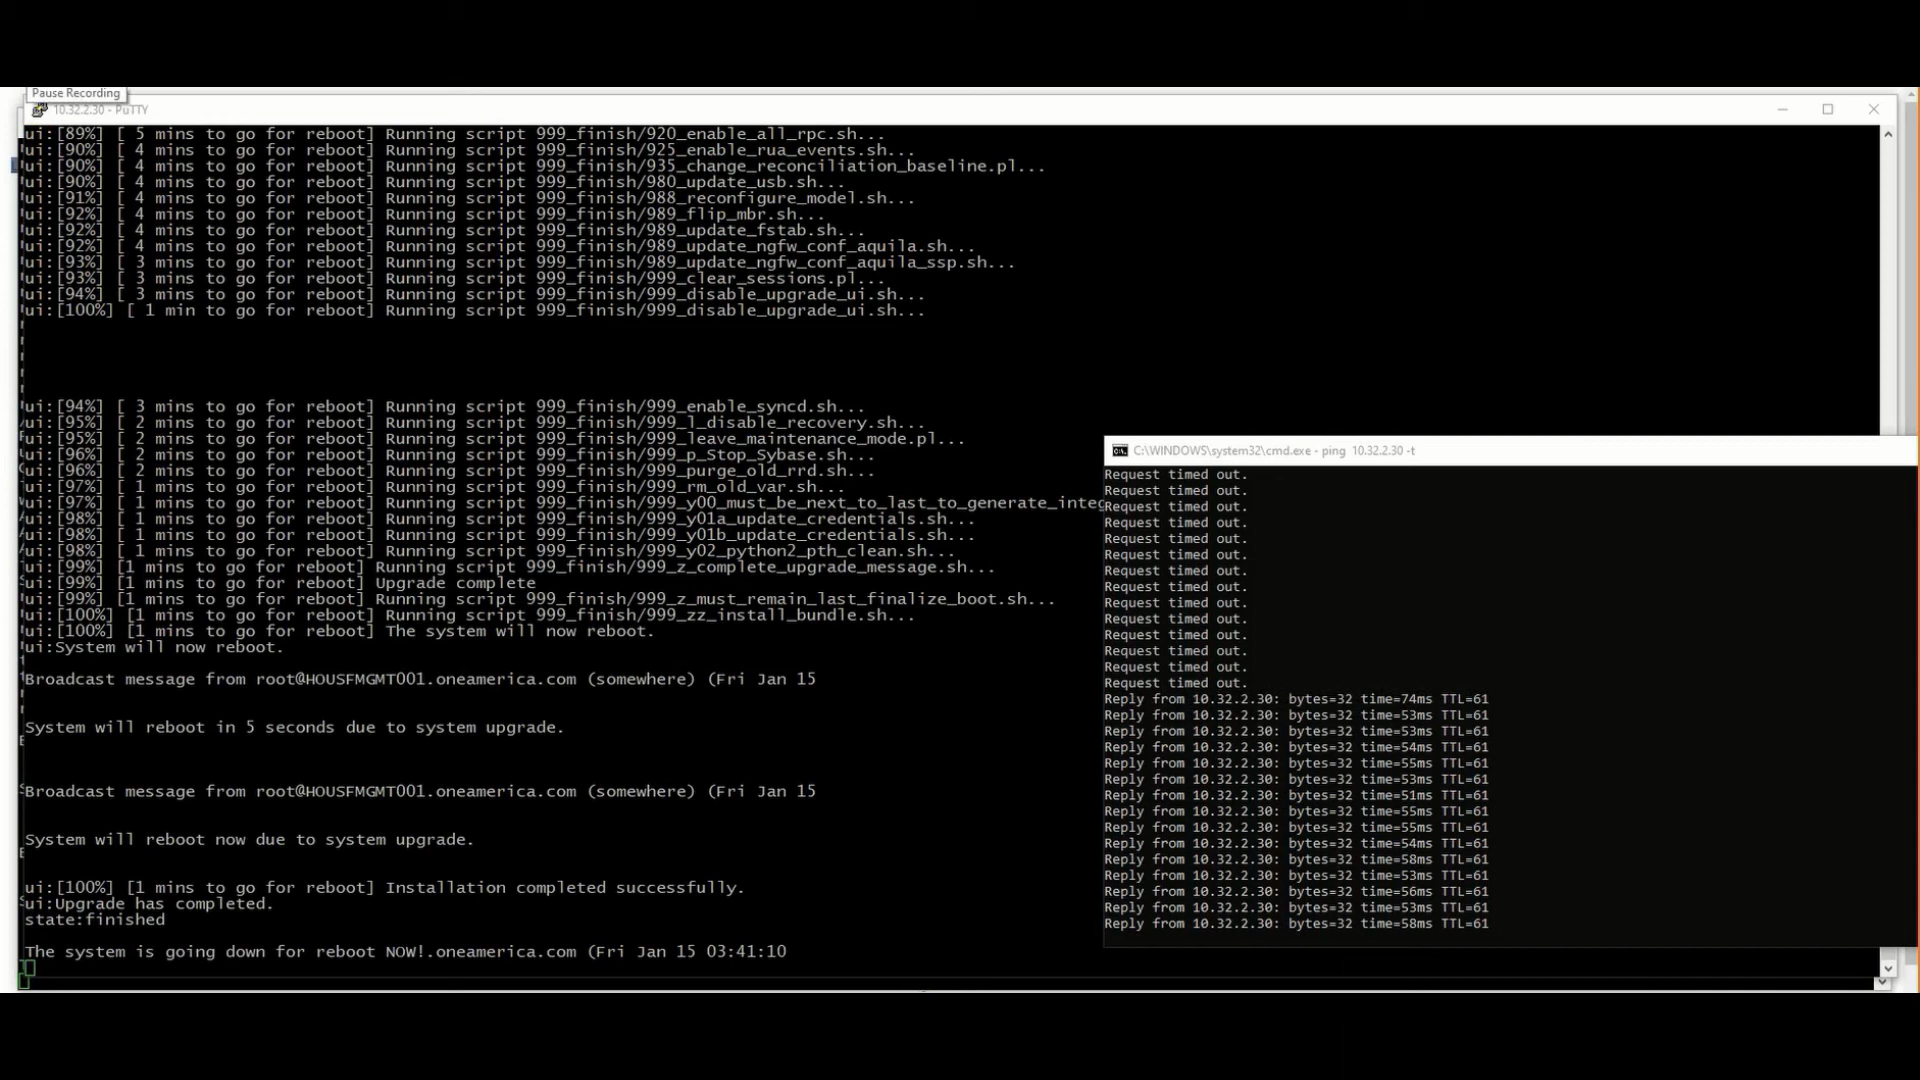 Pause Recording
10.32.2.30 - PuTTY
ui:[89%] [ 5 mins to go for reboot] Running script 999_finish/920_enable_all_rpc.sh...
ui:[90%] [ 4 mins to go for reboot] Running script 999_finish/925_enable_rua_events.sh...
ui:[90%] [ 4 mins to go for reboot] Running script 999_finish/935_change_reconciliation_baseline.pl...
ui:[90%] [ 4 mins to go for reboot] Running script 999_finish/980_update_usb.sh...
ui:[91%] [ 4 mins to go for reboot] Running script 999_finish/988_reconfigure_model.sh...
ui:[92%] [ 4 mins to go for reboot] Running script 999_finish/989_flip_mbr.sh...
ui:[92%] [ 4 mins to go for reboot] Running script 999_finish/989_update_fstab.sh...
ui:[92%] [ 4 mins to go for reboot] Running script 999_finish/989_update_ngfw_conf_aquila.sh...
ui:[93%] [ 3 mins to go for reboot] Running script 999_finish/989_update_ngfw_conf_aquila_ssp.sh...
ui:[93%] [ 3 mins to go for reboot] Running script 999_finish/999_clear_sessions.pl...
ui:[94%] [ 3 mins to go for reboot] Running script 999_finish/999_disable_upgrade_ui.sh...
ui:[100%] [ 1 min to go for reboot] Running script 999_finish/999_disable_upgrade_ui.sh...
ui:[94%] [ 3 mins to go for reboot] Running script 999_finish/999_enable_syncd.sh...
ui:[95%] [ 2 mins to go for reboot] Running script 999_finish/999_l_disable_recovery.sh...
ui:[95%] [ 2 mins to go for reboot] Running script 999_finish/999_leave_maintenance_mode.pl...
ui:[96%] [ 2 mins to go for reboot] Running script 999_finish/999_p_Stop_Sybase.sh...
ui:[96%] [ 2 mins to go for reboot] Running script 999_finish/999_purge_old_rrd.sh...
ui:[97%] [ 1 mins to go for reboot] Running script 999_finish/999_rm_old_var.sh...
ui:[97%] [ 1 mins to go for reboot] Running script 999_finish/999_y00_must_be_next_to_last_to_generate_integ
ui:[98%] [ 1 mins to go for reboot] Running script 999_finish/999_y01a_update_credentials.sh...
ui:[98%] [ 1 mins to go for reboot] Running script 999_finish/999_y01b_update_credentials.sh...
ui:[98%] [ 1 mins to go for reboot] Running script 999_finish/999_y02_python2_pth_clean.sh...
ui:[99%] [1 mins to go for reboot] Running script 999_finish/999_z_complete_upgrade_message.sh...
ui:[99%] [1 mins to go for reboot] Upgrade complete
ui:[99%] [1 mins to go for reboot] Running script 999_finish/999_z_must_remain_last_finalize_boot.sh...
ui:[100%] [1 mins to go for reboot] Running script 999_finish/999_zz_install_bundle.sh...
ui:[100%] [1 mins to go for reboot] The system will now reboot.
ui:System will now reboot.
Broadcast message from root@HOUSFMGMT001.oneamerica.com (somewhere) (Fri Jan 15
System will reboot in 5 seconds due to system upgrade.
Broadcast message from root@HOUSFMGMT001.oneamerica.com (somewhere) (Fri Jan 15
System will reboot now due to system upgrade.
ui:[100%] [1 mins to go for reboot] Installation completed successfully.
ui:Upgrade has completed.
state:finished
The system is going down for reboot NOW!.oneamerica.com (Fri Jan 15 03:41:10
C:\WINDOWS\system32\cmd.exe - ping 10.32.2.30 -t
Request timed out.
Request timed out.
Request timed out.
Request timed out.
Request timed out.
Request timed out.
Request timed out.
Request timed out.
Request timed out.
Request timed out.
Request timed out.
Request timed out.
Request timed out.
Request timed out.
Reply from 10.32.2.30: bytes=32 time=74ms TTL=61
Reply from 10.32.2.30: bytes=32 time=53ms TTL=61
Reply from 10.32.2.30: bytes=32 time=53ms TTL=61
Reply from 10.32.2.30: bytes=32 time=54ms TTL=61
Reply from 10.32.2.30: bytes=32 time=55ms TTL=61
Reply from 10.32.2.30: bytes=32 time=53ms TTL=61
Reply from 10.32.2.30: bytes=32 time=51ms TTL=61
Reply from 10.32.2.30: bytes=32 time=55ms TTL=61
Reply from 10.32.2.30: bytes=32 time=55ms TTL=61
Reply from 10.32.2.30: bytes=32 time=54ms TTL=61
Reply from 10.32.2.30: bytes=32 time=58ms TTL=61
Reply from 10.32.2.30: bytes=32 time=53ms TTL=61
Reply from 10.32.2.30: bytes=32 time=56ms TTL=61
Reply from 10.32.2.30: bytes=32 time=53ms TTL=61
Reply from 10.32.2.30: bytes=32 time=58ms TTL=61